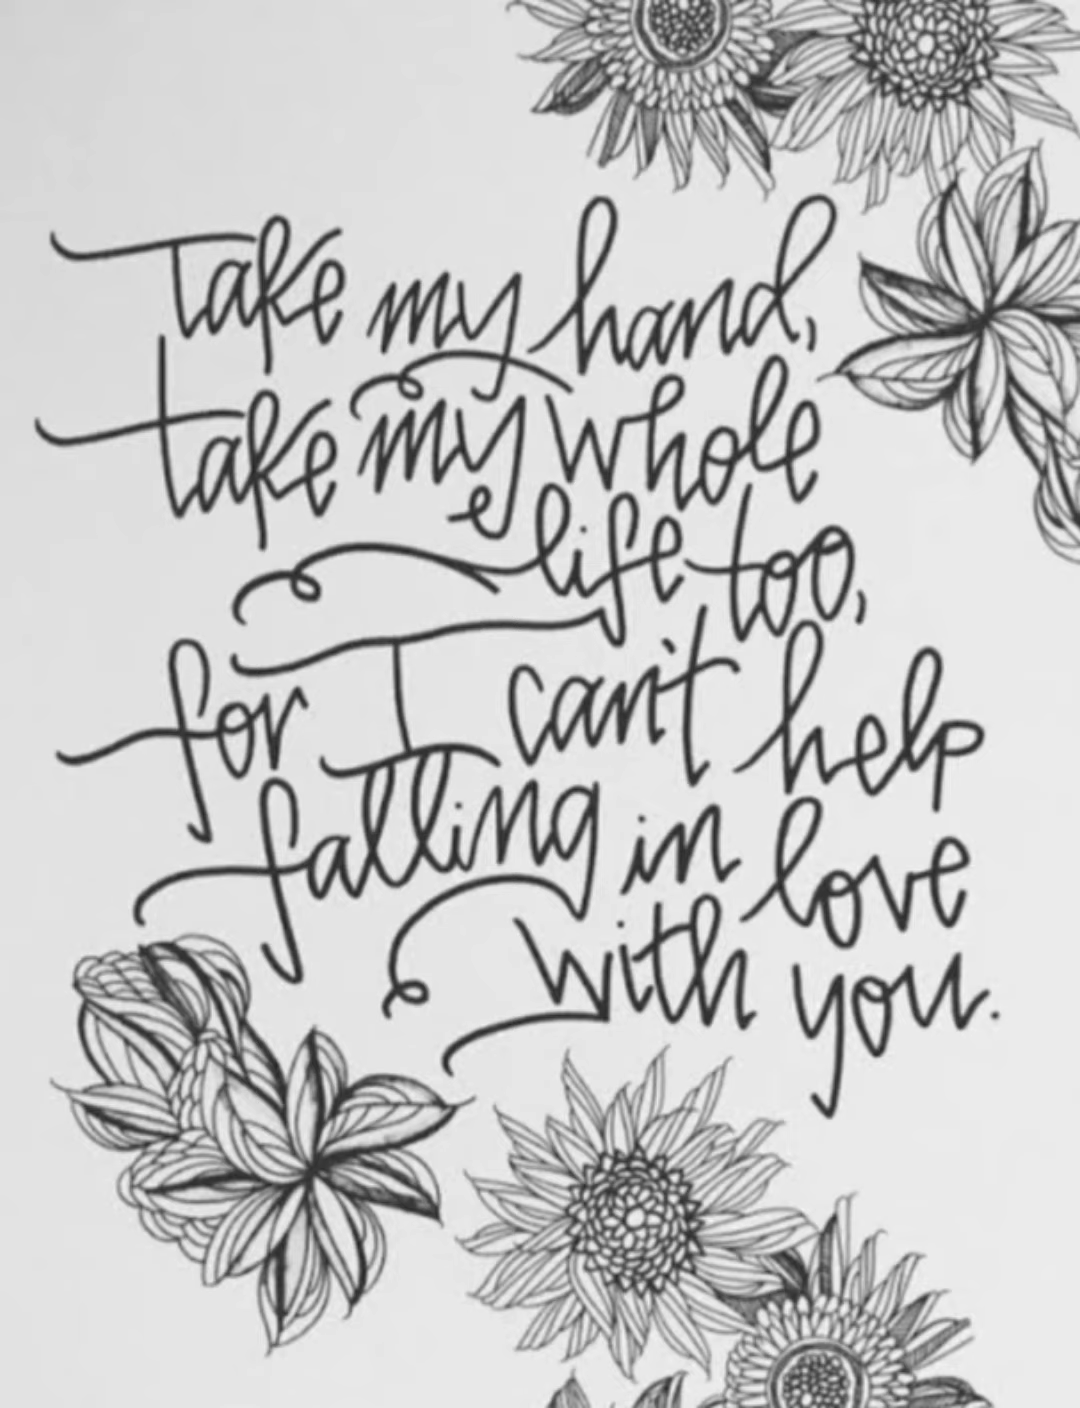 Take my hand,
take my whole
life too,
for I can't help
falling in love
with you.